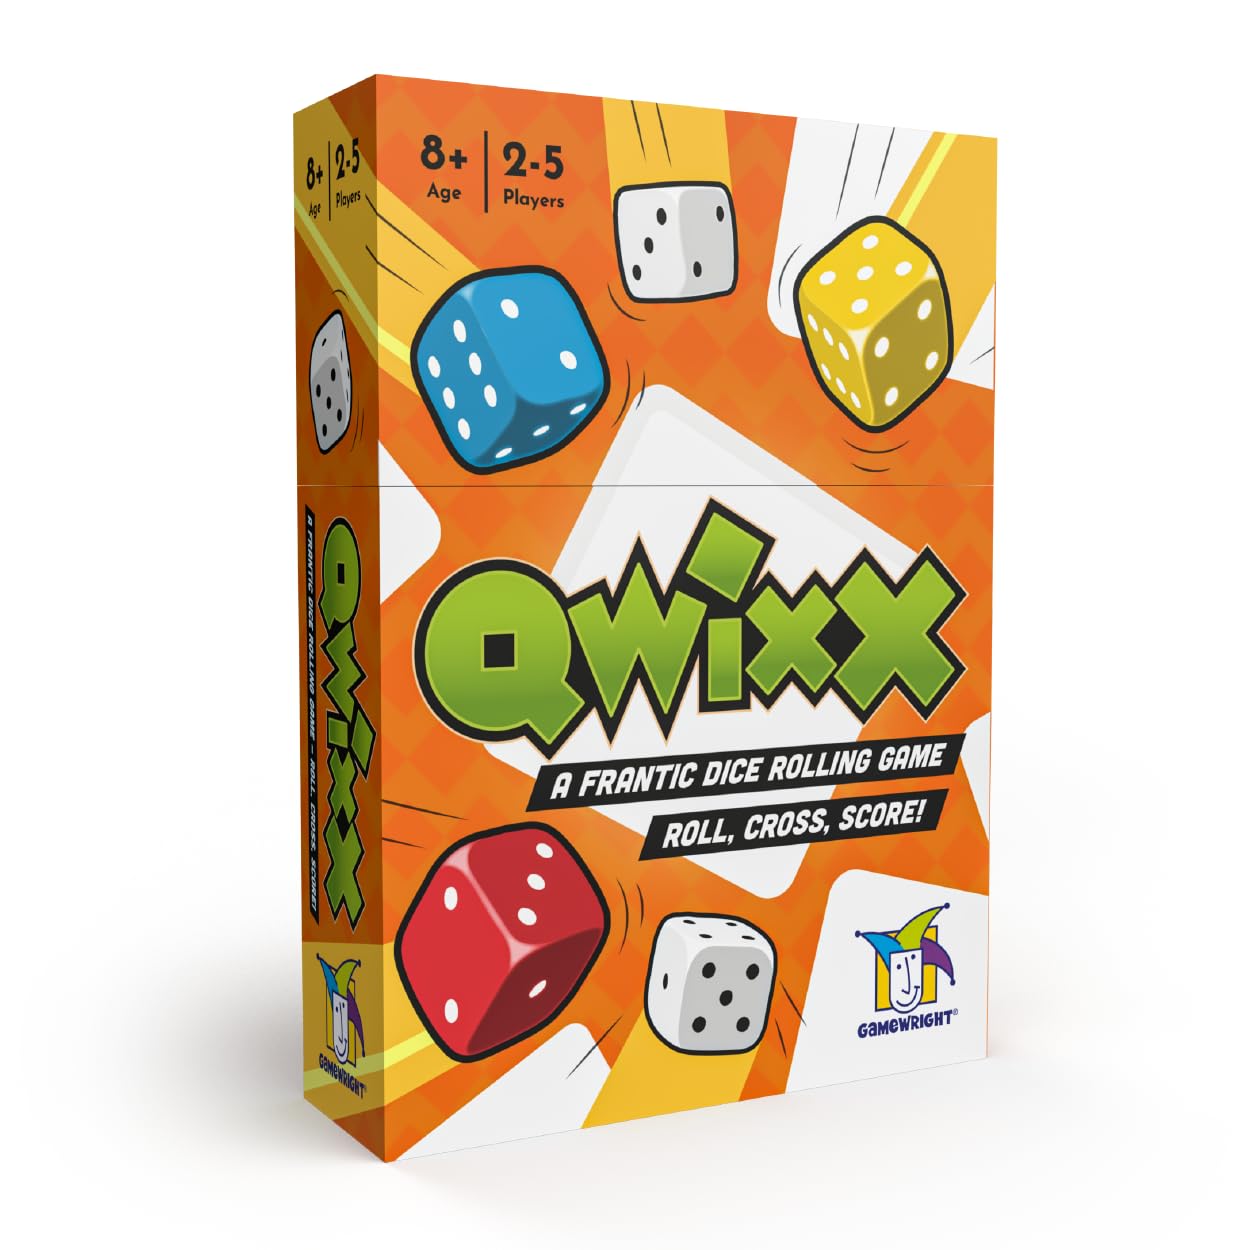 8+
Age
2-5
Players
8+
Age
2-5
Players
QwixX
A FRANTIC DICE ROLLING GAME
ROLL, CROSS, SCORE!
GAMEWRIGHT®
QwixX
A FRANTIC DICE ROLLING GAME – ROLL, CROSS, SCORE!
GAMEWRIGHT®